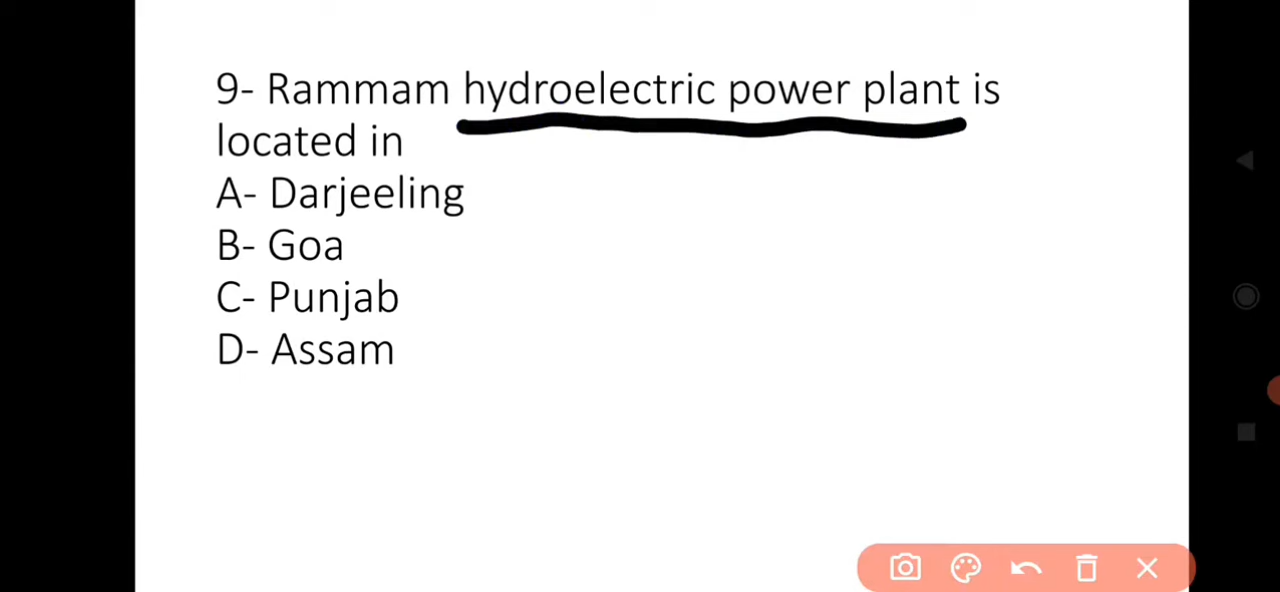 9- Rammam hydroelectric power plant is
located in
A- Darjeeling
B- Goa
C- Punjab
D- Assam